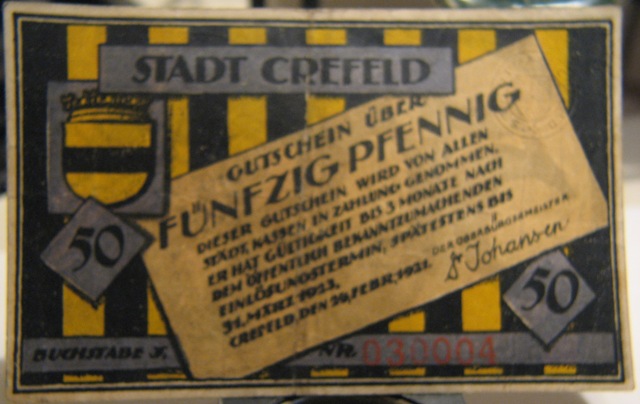 STADT CREFELD
GUTSCHEIN ÜBER
FÜNFZIG PFENNIG
DIESER GUTSCHEIN WIRD VON ALLEN
STÄDT. KASSEN IN ZAHLUNG GENOMMEN.
ER HAT GÜLTIGKEIT BIS 3 MONATE NACH
DEM ÖFFENTLICH BEKANNTZUMACHENDEN
EINLÖSUNGSTERMIN, SPÄTESTENS BIS
31. MÄRZ 1923.
CREFELD, DEN 24. FEBR. 1921.
DER OBERBÜRGERMEISTER
Dr Johansen
50
50
BUCHSTABE J.
NR. 030004